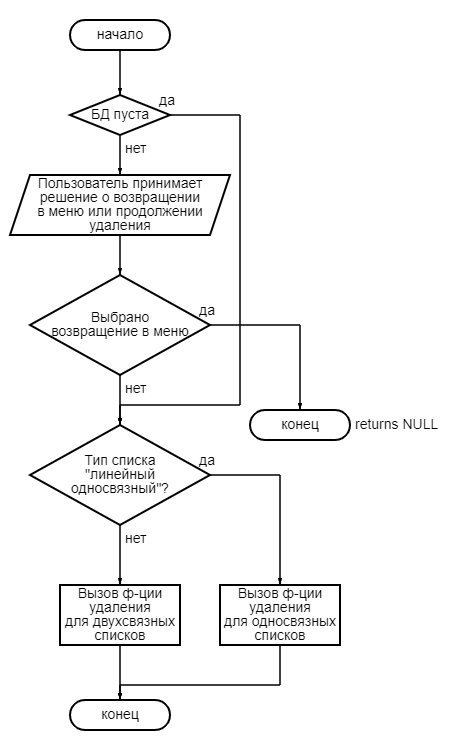 начало
да
БД пуста
нет
Пользователь принимает
решение о возвращении
в меню или продолжении
удаления
да
Выбрано
возвращение в меню
нет
конец
returns NULL
Тип списка
"линейный
односвязный"?
да
нет
Вызов ф-ции
удаления
для двухсвязных
списков
Вызов ф-ции
удаления
для односвязных
списков
конец